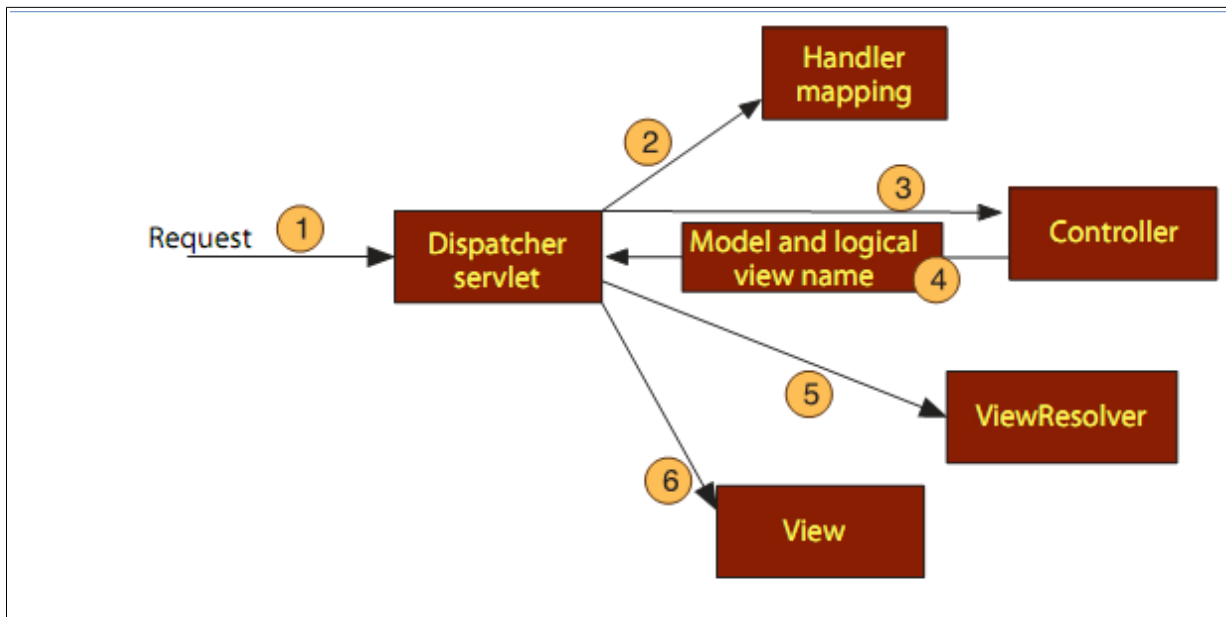 Handler
mapping
2
3
1
Request
Dispatcher
servlet
Model and logical
view name
4
Controller
5
ViewResolver
6
View